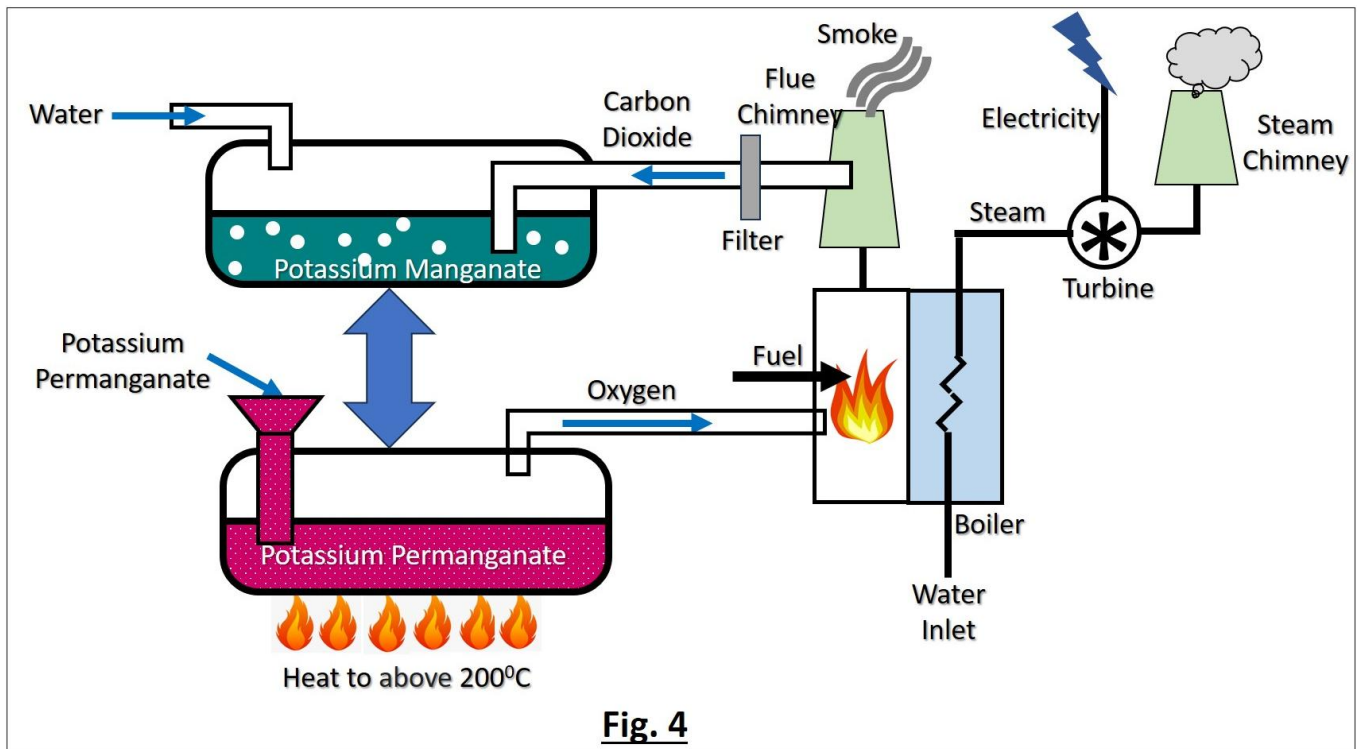 Smoke
Flue
Chimney
Water
Carbon
Dioxide
Electricity
Steam
Chimney
Filter
Steam
Potassium Manganate
Turbine
Potassium
Permanganate
Fuel
Oxygen
Boiler
Potassium Permanganate
Water
Inlet
Heat to above 200⁰C
Fig. 4